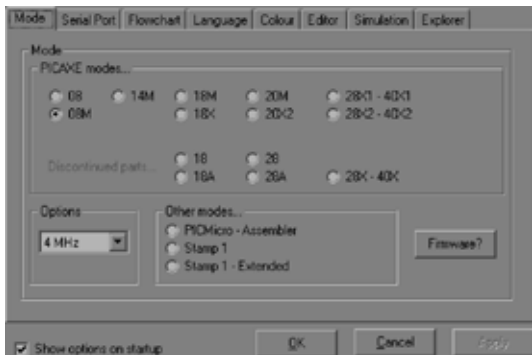 Mode Serial Port Flowchart Language Colour Editor Simulation Explorer
Mode
PICAXE modes...
08 14M 18M 20M 28X1 - 40X1
08M 18X 20X2 28X2 - 40X2
Discontinued parts... 18 28
18A 28A 28X - 40X
Options
4 MHz
Other modes...
PICMicro - Assembler
Stamp 1
Stamp 1 - Extended
Firmware?
Show options on startup
OK Cancel Apply